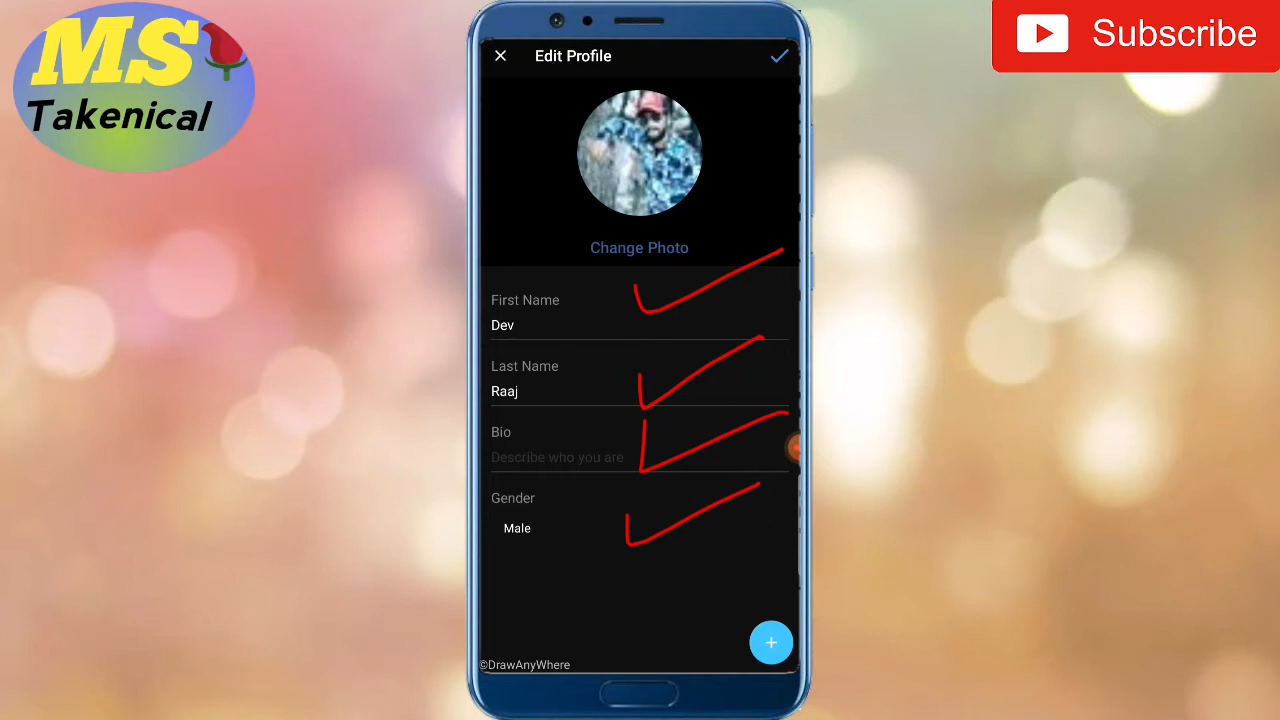 MS
Takenical
Subscribe
Edit Profile
Change Photo
First Name
Dev
Last Name
Raaj
Bio
Describe who you are
Gender
Male
©DrawAnyWhere